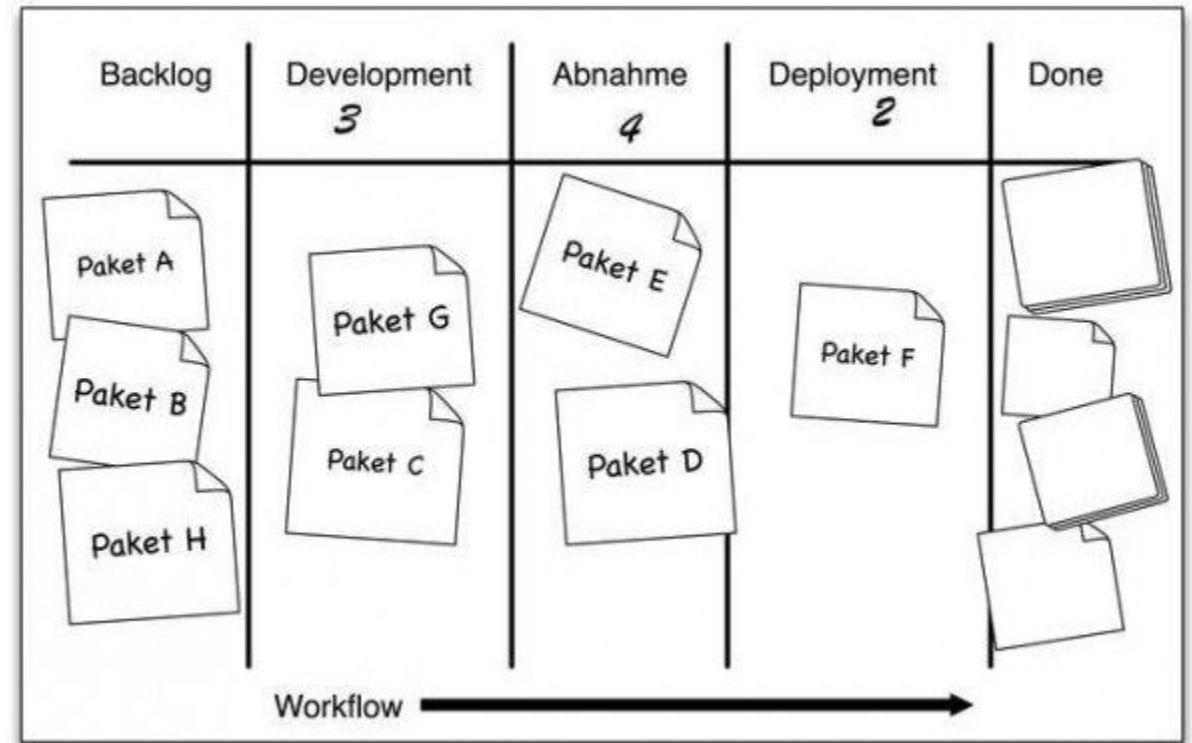 Backlog
Development
Abnahme
Deployment
Done
3
4
2
Paket A
Paket B
Paket H
Paket G
Paket C
Paket E
Paket D
Paket F
Workflow